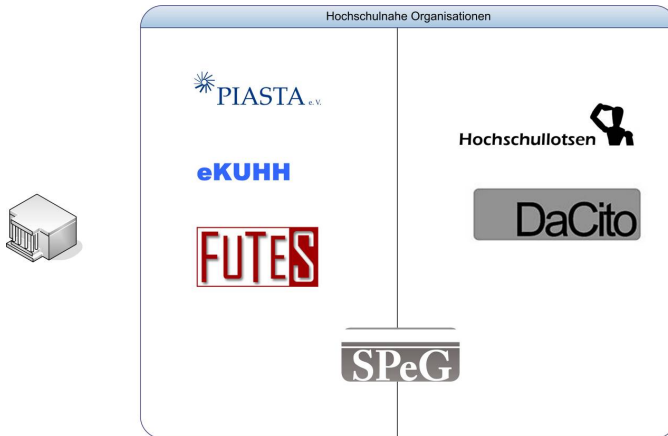 Hochschulnahe Organisationen
PIASTA e.V.
Hochschullotsen
eKUHH
DaCito
FUTES
SPeG